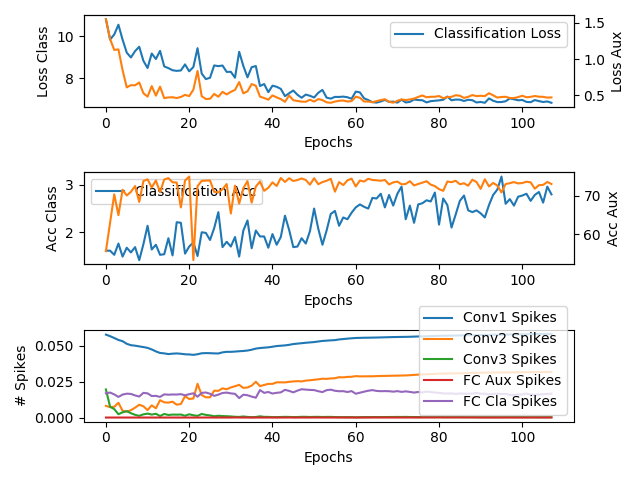 Classification Loss
Loss Class
Loss Aux
10
8
1.5
1.0
0.5
0 20 40 60 80 100
Epochs
Classification Acc
Acc Class
Acc Aux
3
2
70
60
0 20 40 60 80 100
Epochs
Conv1 Spikes
Conv2 Spikes
Conv3 Spikes
FC Aux Spikes
FC Cla Spikes
# Spikes
0.050
0.025
0.000
0 20 40 60 80 100
Epochs